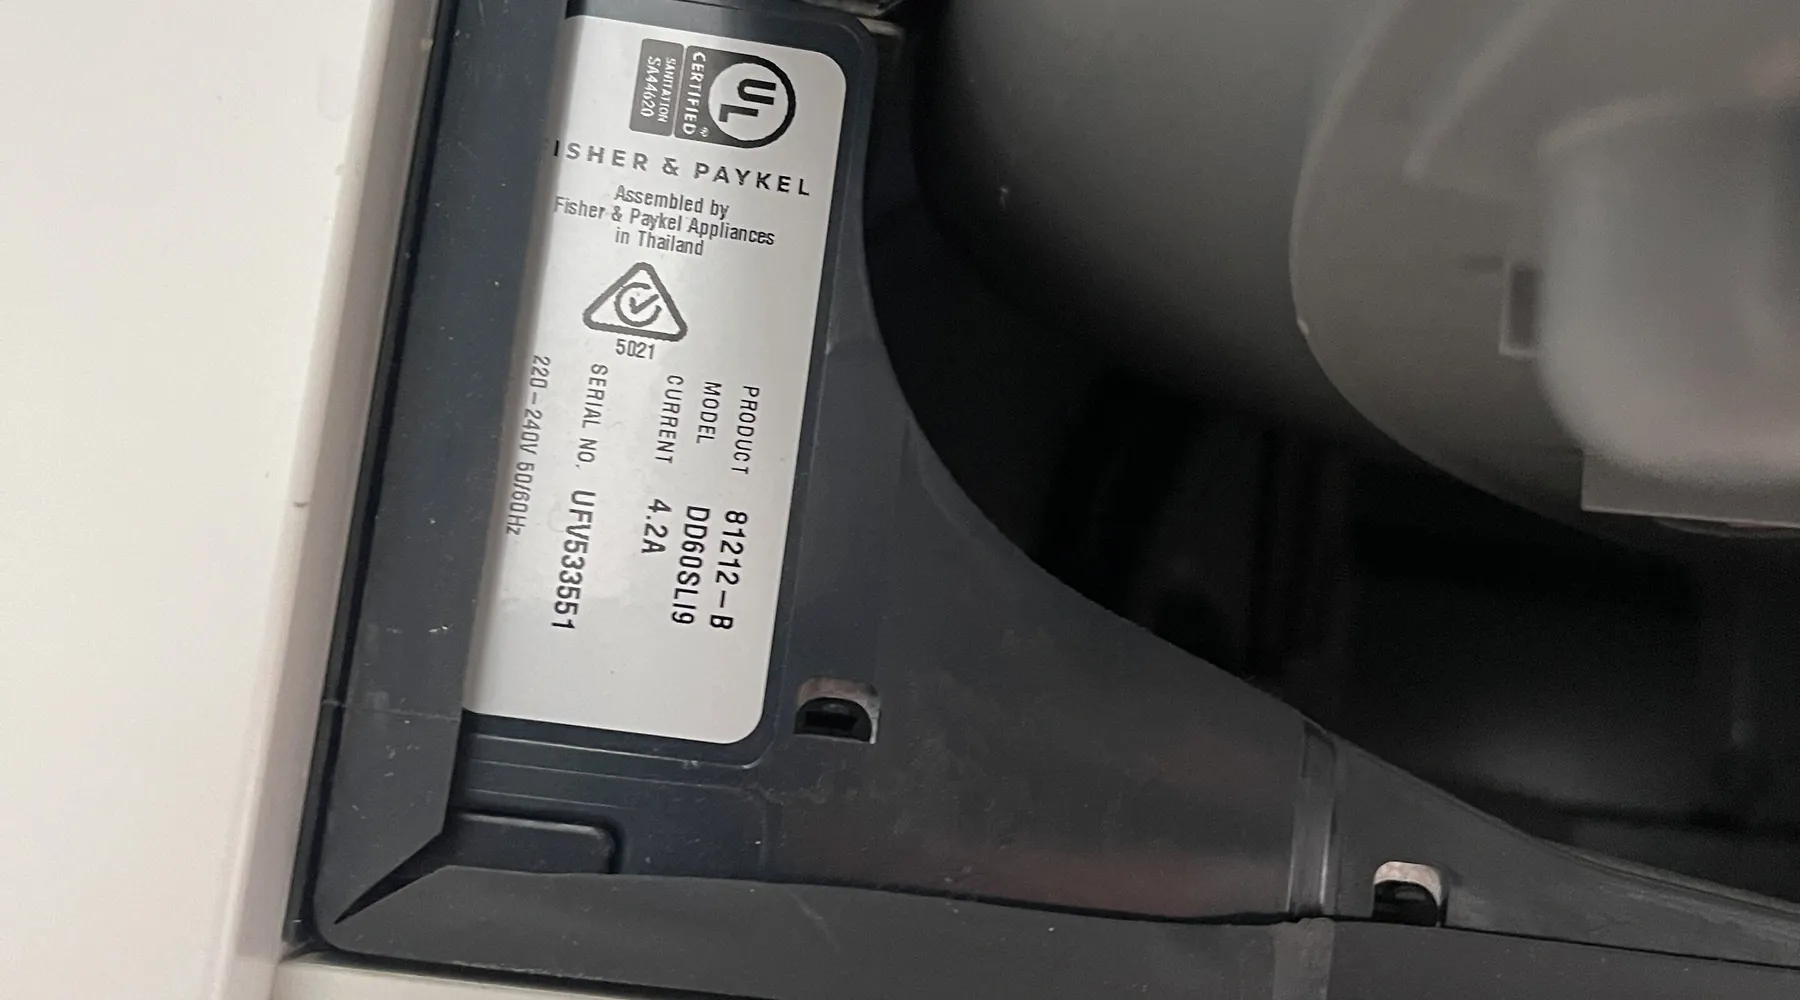 UL
CERTIFIED
SANITATION
SA44620
ISHER & PAYKEL
Assembled by
Fisher & Paykel Appliances
in Thailand
5021
PRODUCT 81212-B
MODEL DD60SLI9
CURRENT 4.2A
SERIAL NO. UFV533551
220-240V 50/60Hz